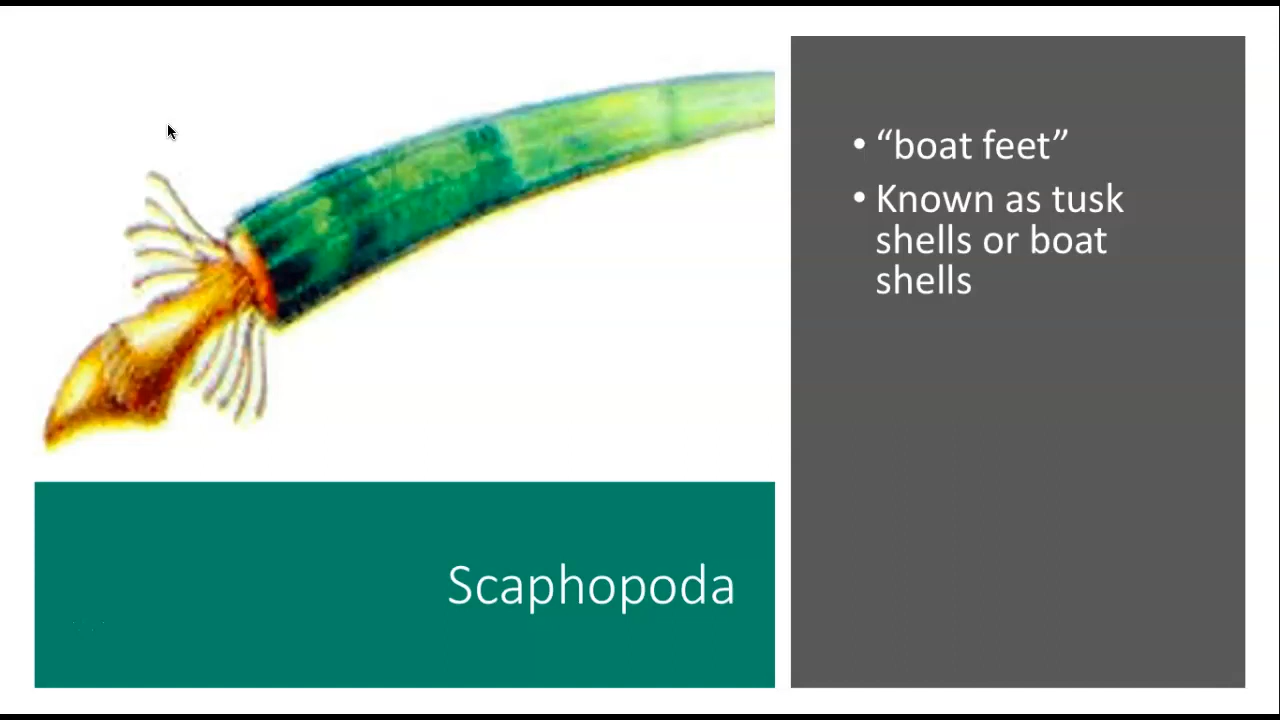 • “boat feet”
• Known as tusk
shells or boat
shells
Scaphopoda